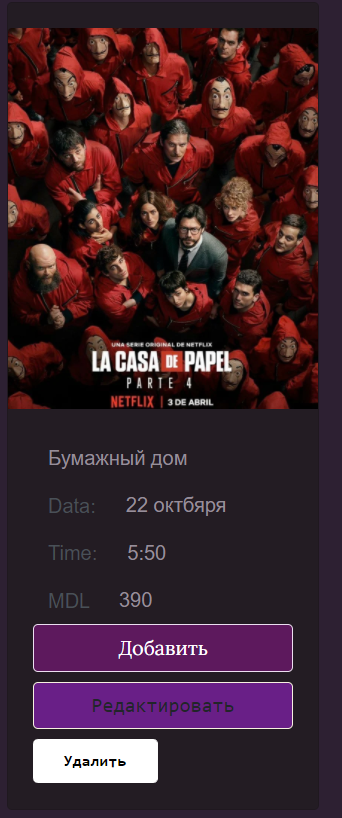 UNA SERIE ORIGINAL DE NETFLIX
LA CASA DE PAPEL
PARTE 4
NETFLIX | 3 DE ABRIL
Бумажный дом
Data: 22 октбяря
Time: 5:50
MDL 390
Добавить
Редактировать
Удалить